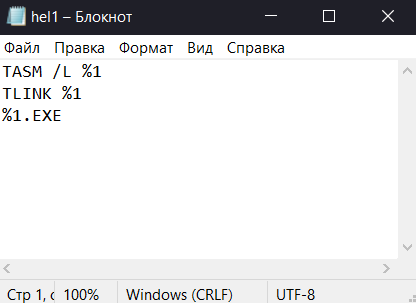 hel1 – Блокнот
Файл Правка Формат Вид Справка
TASM /L %1
TLINK %1
%1.EXE
Стр 1, с 100% Windows (CRLF) UTF-8